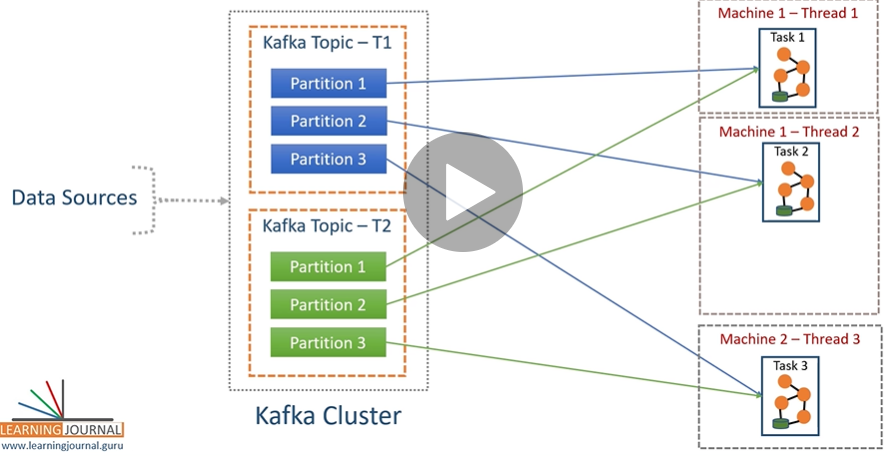 Data Sources
Kafka Topic – T1
Partition 1
Partition 2
Partition 3
Kafka Topic – T2
Partition 1
Partition 2
Partition 3
Kafka Cluster
Machine 1 – Thread 1
Task 1
Machine 1 – Thread 2
Task 2
Machine 2 – Thread 3
Task 3
LEARNING JOURNAL
www.learningjournal.guru